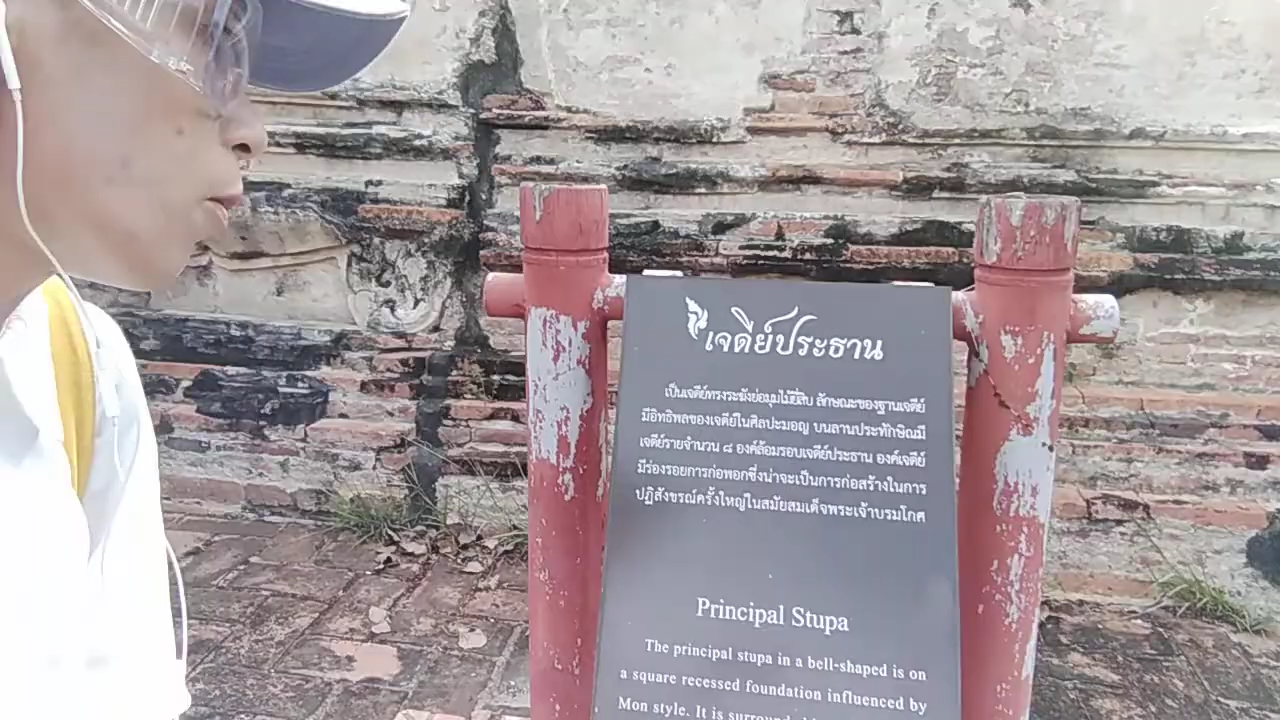 เจดีย์ประธาน
เป็นเจดีย์ทรงระฆังย่อมุมไม้ยี่สิบ ลักษณะของฐานเจดีย์
มีอิทธิพลของเจดีย์ในศิลปะมอญ บนลานประทักษิณมี
เจดีย์รายจำนวน ๘ องค์ล้อมรอบเจดีย์ประธาน องค์เจดีย์
มีร่องรอยการก่อพอกซึ่งน่าจะเป็นการก่อสร้างในการ
ปฏิสังขรณ์ครั้งใหญ่ในสมัยสมเด็จพระเจ้าบรมโกศ
Principal Stupa
The principal stupa in a bell-shaped is on
a square recessed foundation influenced by
Mon style. It is